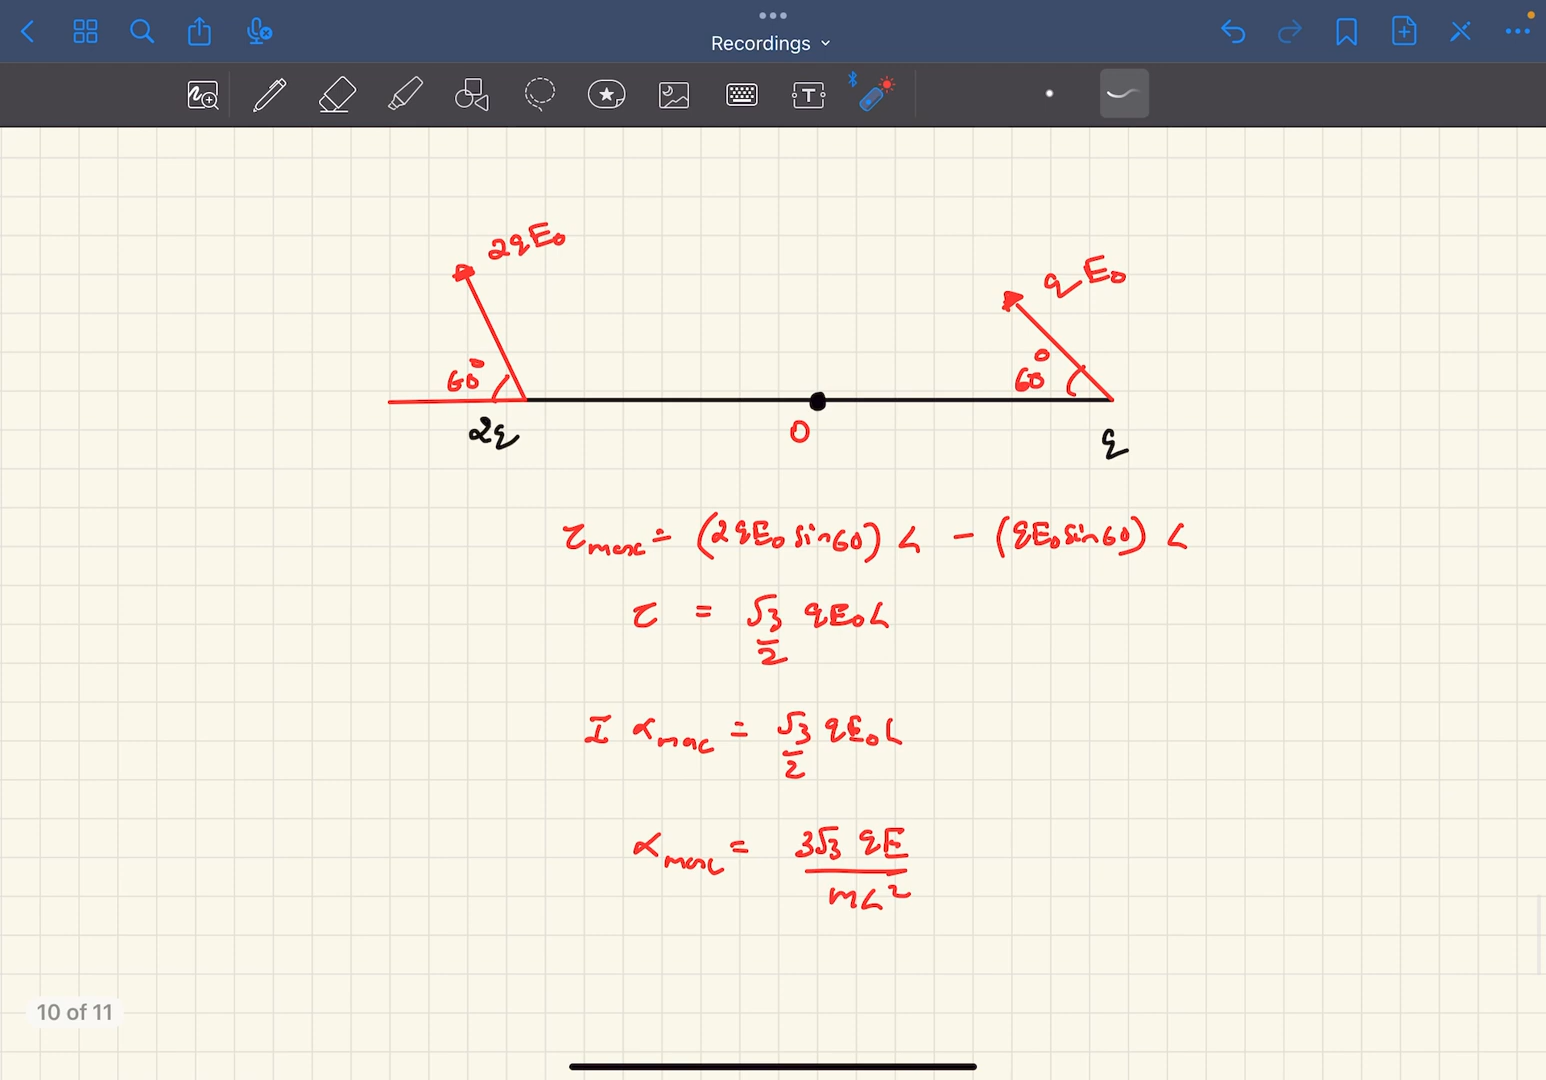 Recordings
2qE₀
qE₀
60°
60°
2q
O
q
τmax = (2qE₀ sin60) L - (qE₀ sin60) L
τ = √3/2 qE₀L
I αmax = √3/2 qE₀L
αmax = 3√3 qE / mL²
10 of 11